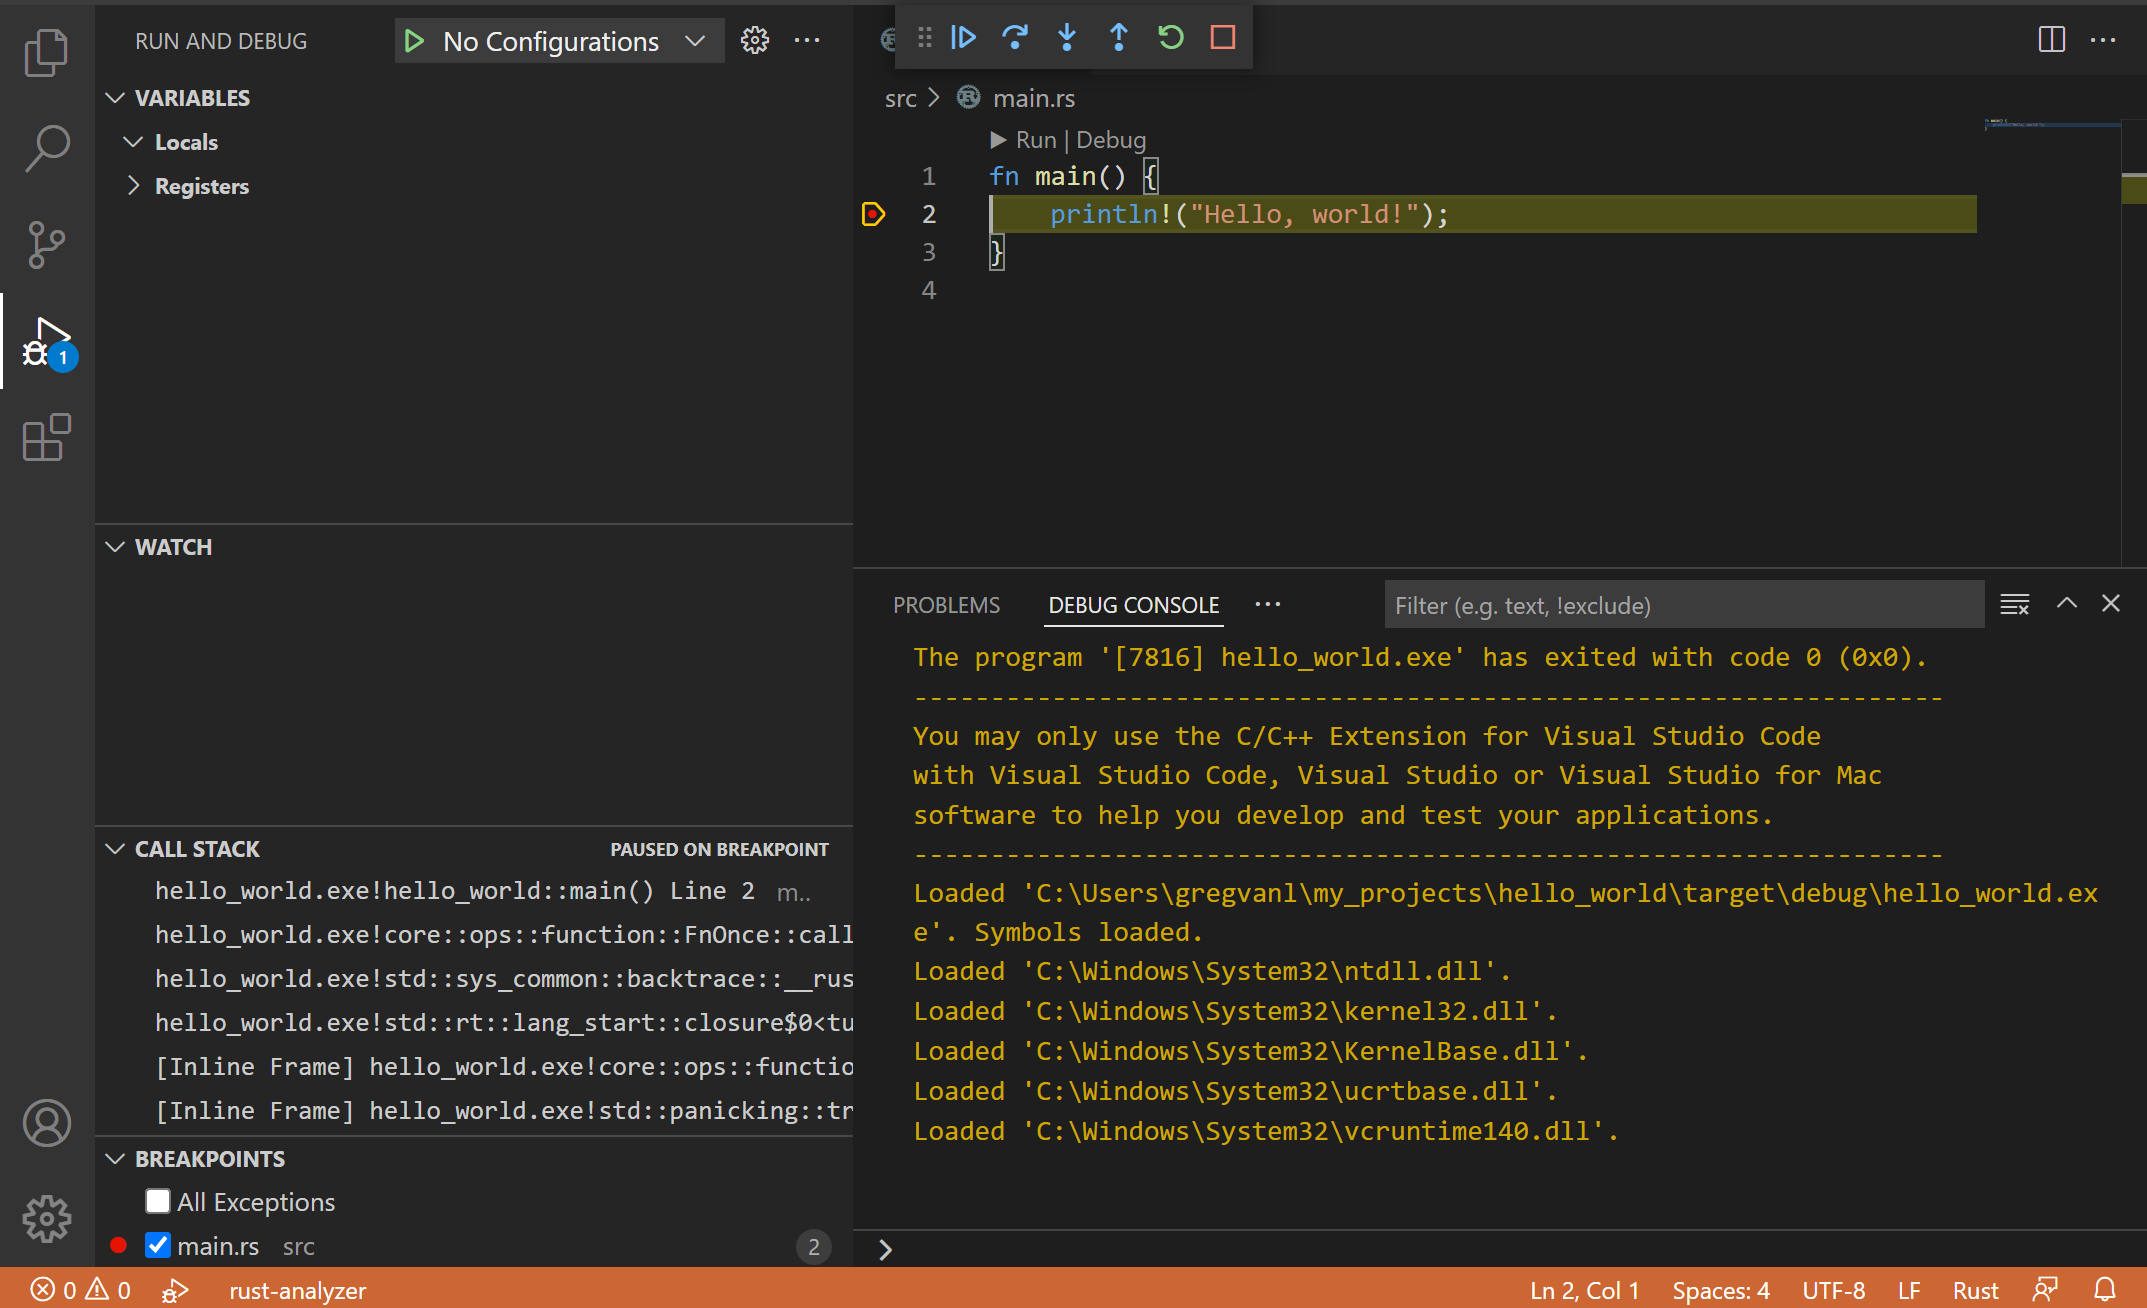 RUN AND DEBUG
No Configurations
VARIABLES
Locals
Registers
WATCH
CALL STACK PAUSED ON BREAKPOINT
hello_world.exe!hello_world::main() Line 2 m..
hello_world.exe!core::ops::function::FnOnce::call
hello_world.exe!std::sys_common::backtrace::__rus
hello_world.exe!std::rt::lang_start::closure$0<tu
[Inline Frame] hello_world.exe!core::ops::functio
[Inline Frame] hello_world.exe!std::panicking::tr
BREAKPOINTS
All Exceptions
main.rs src 2
1
src > main.rs
Run | Debug
1 fn main() {
2 println!("Hello, world!");
3 }
4
PROBLEMS DEBUG CONSOLE ··· Filter (e.g. text, !exclude)
The program '[7816] hello_world.exe' has exited with code 0 (0x0).
-------------------------------------------------------------------
You may only use the C/C++ Extension for Visual Studio Code
with Visual Studio Code, Visual Studio or Visual Studio for Mac
software to help you develop and test your applications.
-------------------------------------------------------------------
Loaded 'C:\Users\gregvanl\my_projects\hello_world\target\debug\hello_world.ex
e'. Symbols loaded.
Loaded 'C:\Windows\System32\ntdll.dll'.
Loaded 'C:\Windows\System32\kernel32.dll'.
Loaded 'C:\Windows\System32\KernelBase.dll'.
Loaded 'C:\Windows\System32\ucrtbase.dll'.
Loaded 'C:\Windows\System32\vcruntime140.dll'.
>
0 0 rust-analyzer Ln 2, Col 1 Spaces: 4 UTF-8 LF Rust